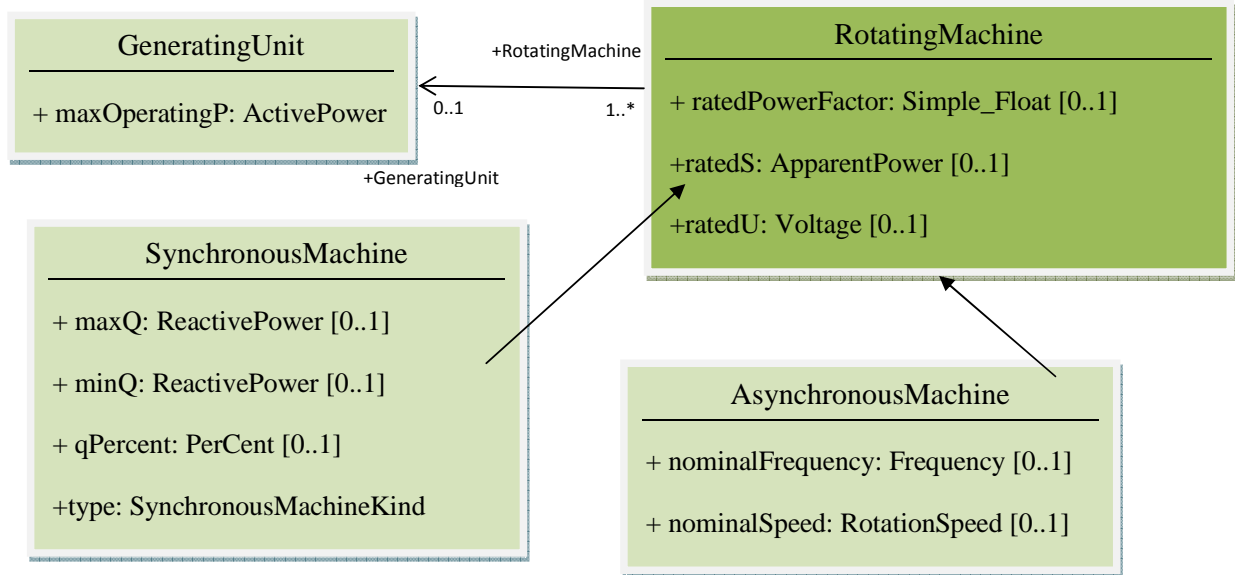 GeneratingUnit
+ maxOperatingP: ActivePower
+RotatingMachine
0..1
1..*
+GeneratingUnit
RotatingMachine
+ ratedPowerFactor: Simple_Float [0..1]
+ratedS: ApparentPower [0..1]
+ratedU: Voltage [0..1]
SynchronousMachine
+ maxQ: ReactivePower [0..1]
+ minQ: ReactivePower [0..1]
+ qPercent: PerCent [0..1]
+type: SynchronousMachineKind
AsynchronousMachine
+ nominalFrequency: Frequency [0..1]
+ nominalSpeed: RotationSpeed [0..1]